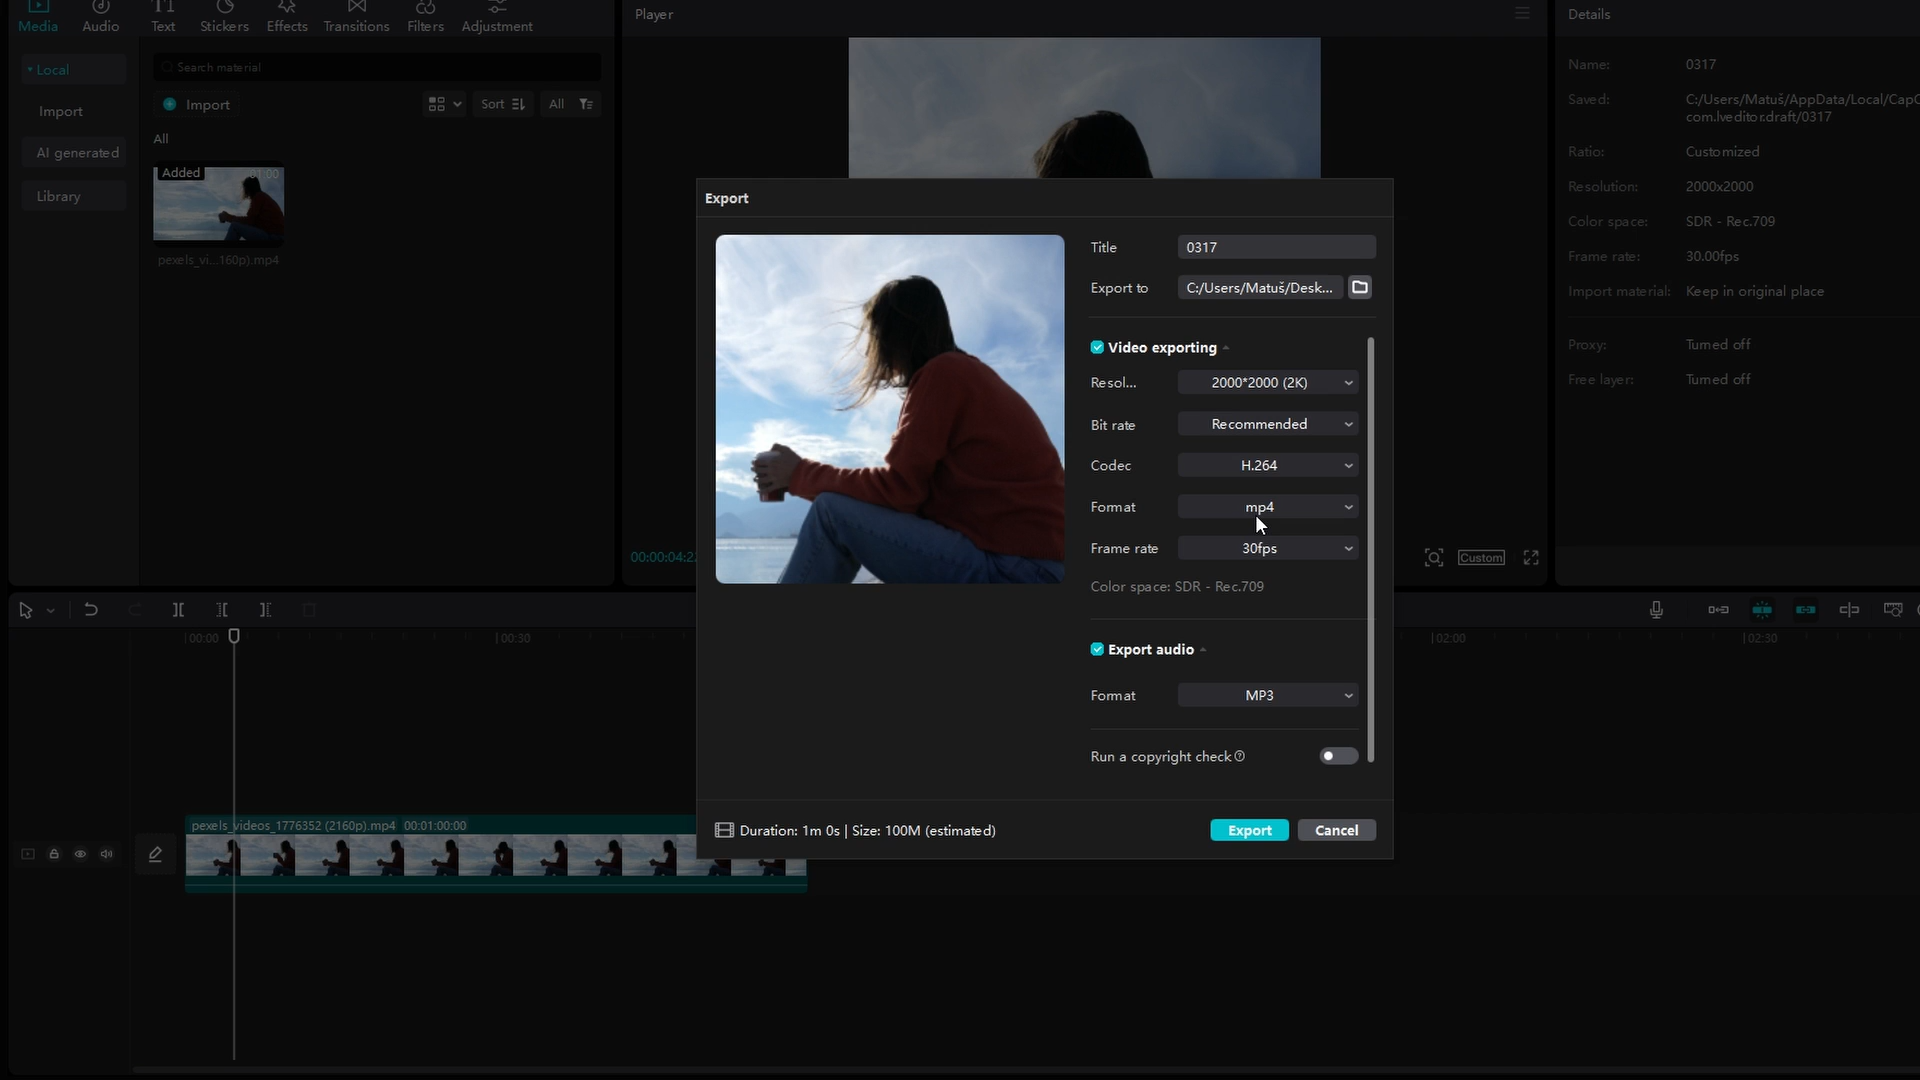 Media
Audio
Text
Stickers
Effects
Transitions
Filters
Adjustment
Local
Import
AI generated
Library
Search material
Import
Sort
All
All
Added
01:00
pexels_vi...160p).mp4
Player
00:00:04:2
Custom
Details
Name: 0317
Saved: C:/Users/Matuš/AppData/Local/CapC
com.lveditor.draft/0317
Ratio: Customized
Resolution: 2000x2000
Color space: SDR - Rec.709
Frame rate: 30.00fps
Import material: Keep in original place
Proxy: Turned off
Free layer: Turned off
Export
Title 0317
Export to C:/Users/Matuš/Desk...
Video exporting
Resol... 2000*2000 (2K)
Bit rate Recommended
Codec H.264
Format mp4
Frame rate 30fps
Color space: SDR - Rec.709
Export audio
Format MP3
Run a copyright check
Duration: 1m 0s | Size: 100M (estimated)
Export
Cancel
00:00
00:30
02:00
02:30
pexels_videos_1776352 (2160p).mp4 00:01:00:00